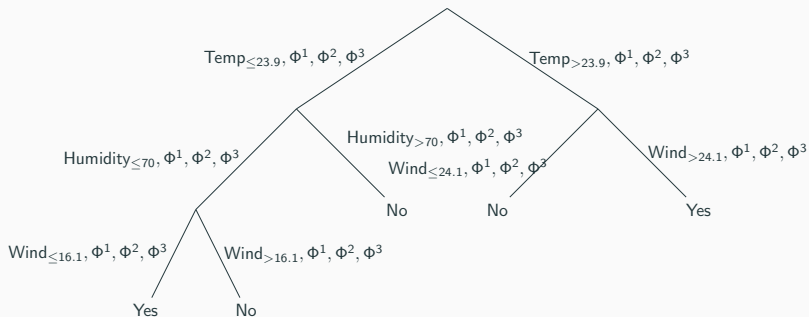 Temp≤23.9, Φ¹, Φ², Φ³
Temp>23.9, Φ¹, Φ², Φ³
Humidity≤70, Φ¹, Φ², Φ³
Humidity>70, Φ¹, Φ², Φ³
Wind≤24.1, Φ¹, Φ², Φ³
Wind>24.1, Φ¹, Φ², Φ³
No
No
Yes
Wind≤16.1, Φ¹, Φ², Φ³
Wind>16.1, Φ¹, Φ², Φ³
Yes
No